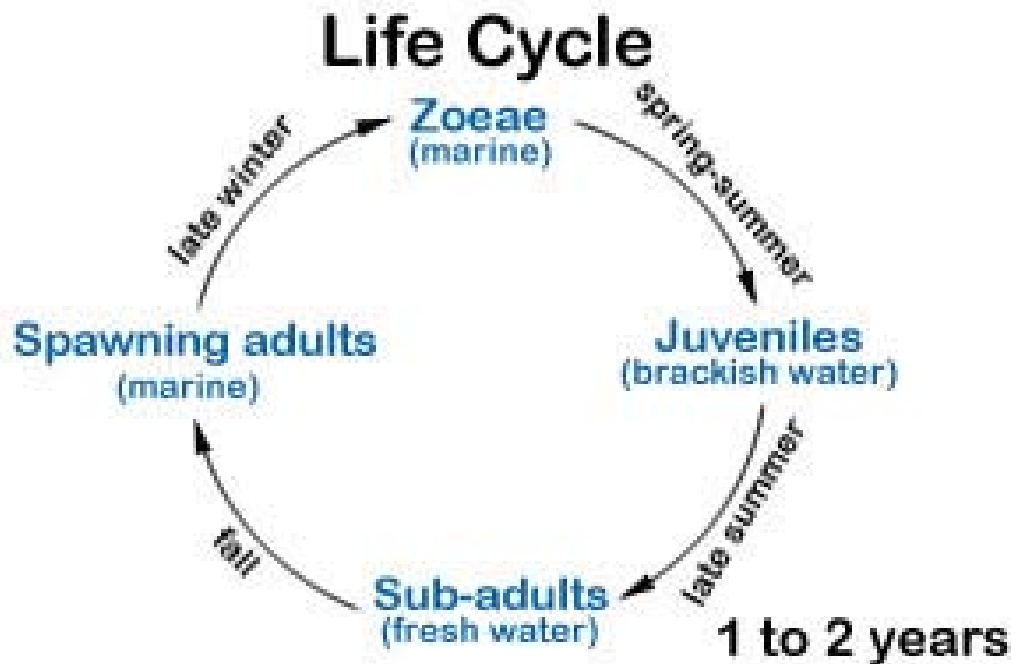 Life Cycle
Zoeae
(marine)
spring-summer
Juveniles
(brackish water)
late summer
Sub-adults
(fresh water)
fall
Spawning adults
(marine)
late winter
1 to 2 years